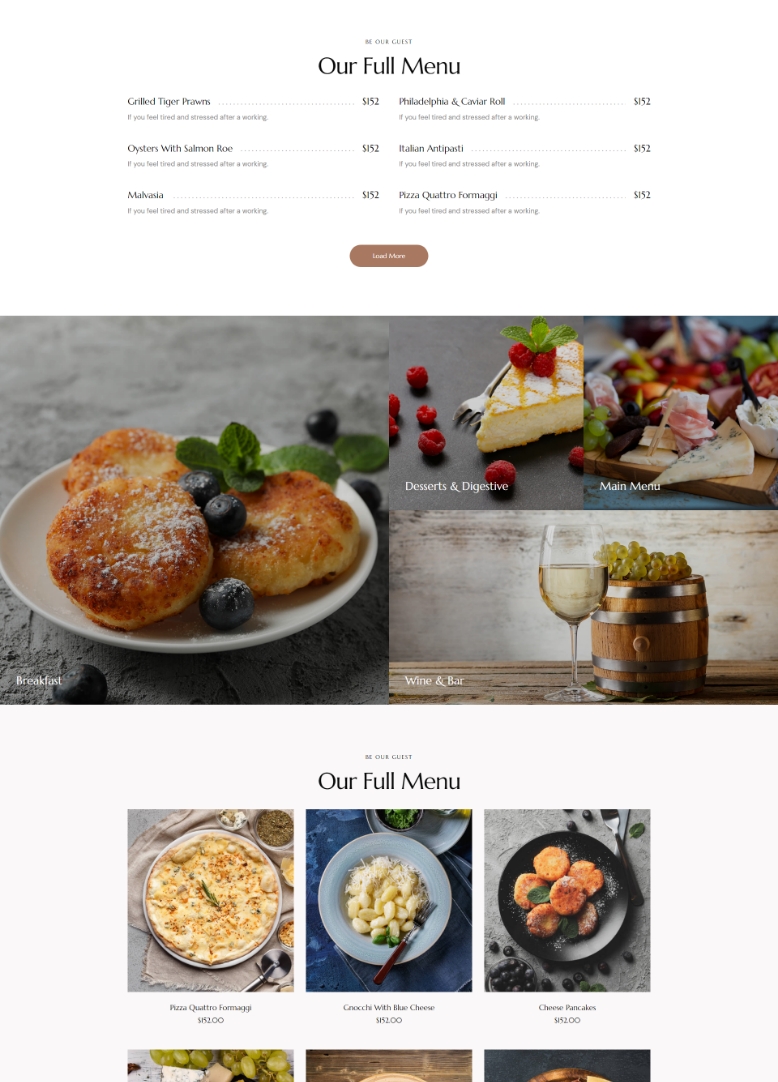 BE OUR GUEST
Our Full Menu
Grilled Tiger Prawns $152
If you feel tired and stressed after a working.
Oysters With Salmon Roe $152
If you feel tired and stressed after a working.
Malvasia $152
If you feel tired and stressed after a working.
Philadelphia & Caviar Roll $152
If you feel tired and stressed after a working.
Italian Antipasti $152
If you feel tired and stressed after a working.
Pizza Quattro Formaggi $152
If you feel tired and stressed after a working.
Load More
Breakfast
Desserts & Digestive
Main Menu
Wine & Bar
BE OUR GUEST
Our Full Menu
Pizza Quattro Formaggi
$152.00
Gnocchi With Blue Cheese
$152.00
Cheese Pancakes
$152.00